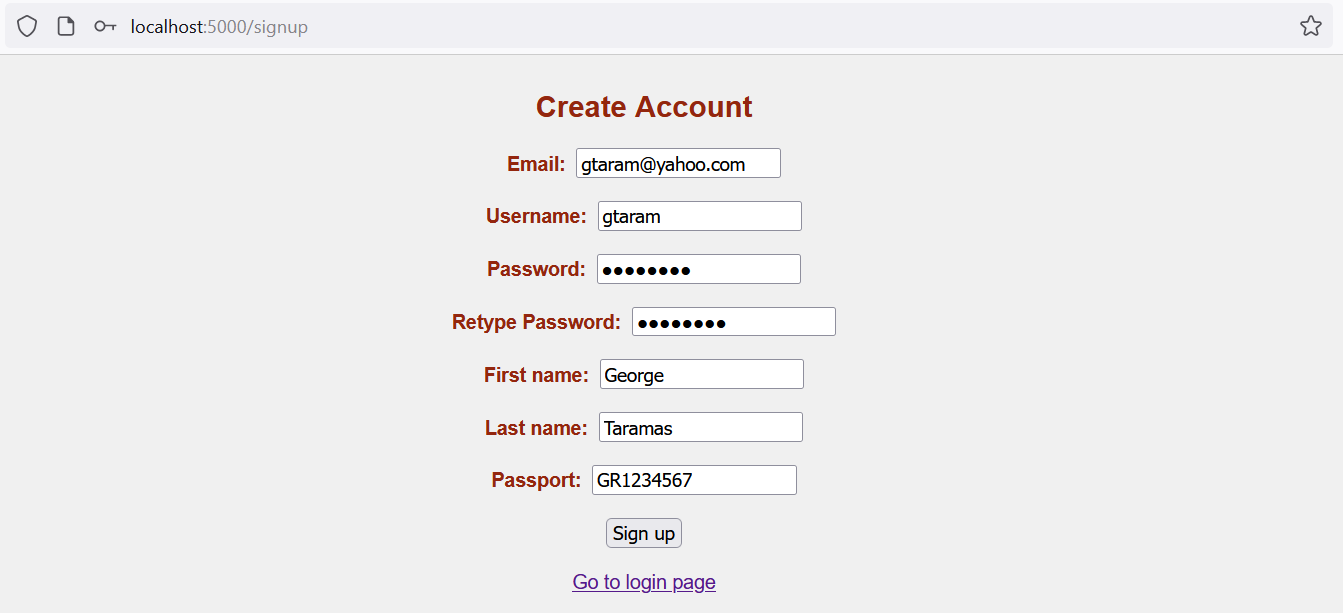 localhost:5000/signup
Create Account
Email: gtaram@yahoo.com
Username: gtaram
Password: ●●●●●●●●
Retype Password: ●●●●●●●●
First name: George
Last name: Taramas
Passport: GR1234567
Sign up
Go to login page